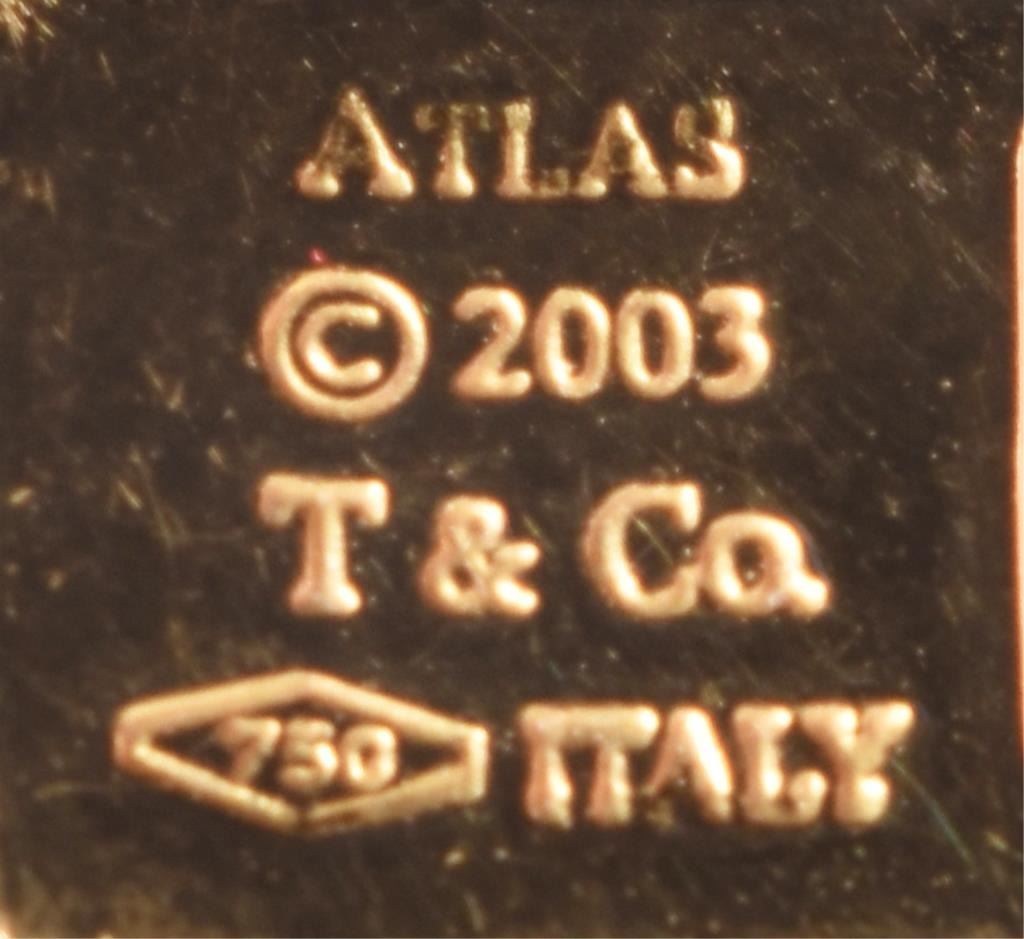 ATLAS
© 2003
T & Co.
750 ITALY